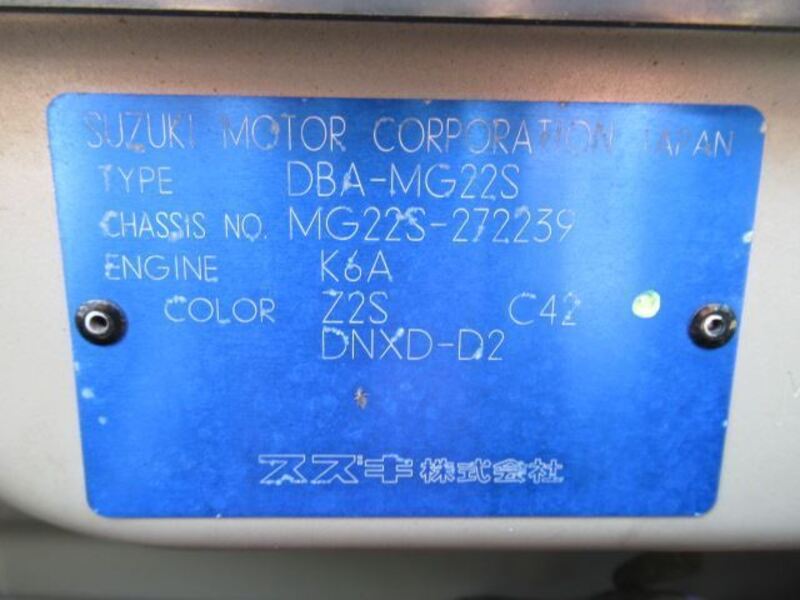 SUZUKI MOTOR CORPORATION JAPAN
TYPE DBA-MG22S
CHASSIS NO. MG22S-272239
ENGINE K6A
COLOR Z2S C42
DNXD-D2
スズキ株式会社